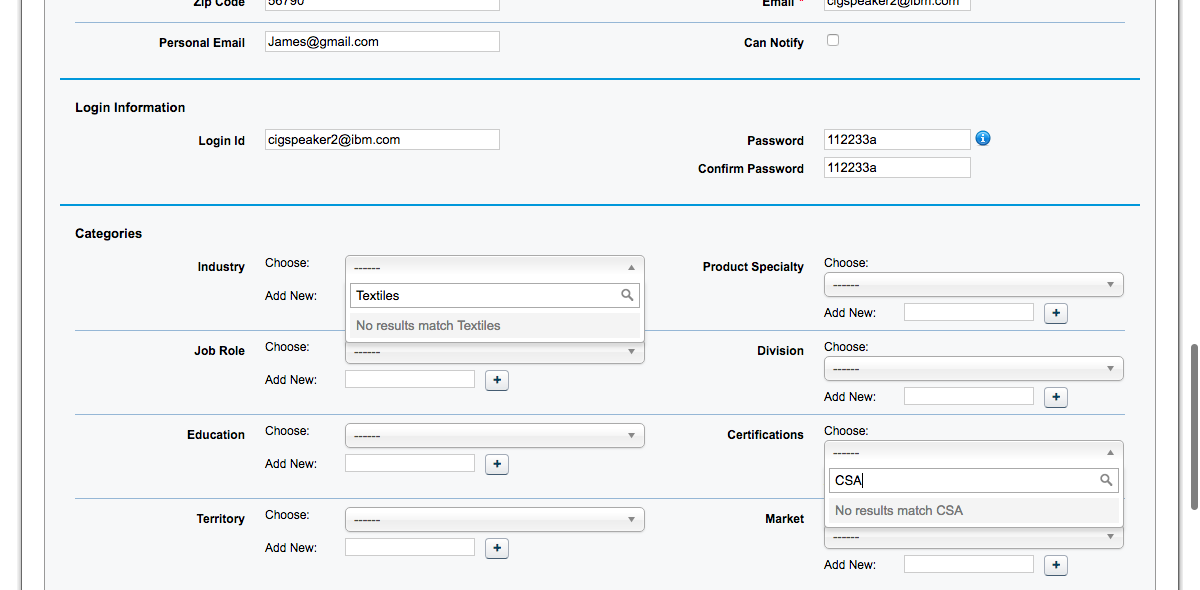 Zip Code 56790 Email * cigspeaker2@ibm.com
Personal Email James@gmail.com Can Notify
Login Information
Login Id cigspeaker2@ibm.com Password 112233a
Confirm Password 112233a
Categories
Industry Choose: ------ Product Specialty Choose: ------
Add New: Textiles Add New: +
No results match Textiles
Job Role Choose: ------ Division Choose: ------
Add New: + Add New: +
Education Choose: ------ Certifications Choose: ------
Add New: + CSA
No results match CSA
Territory Choose: ------ Market ------
Add New: + Add New: +